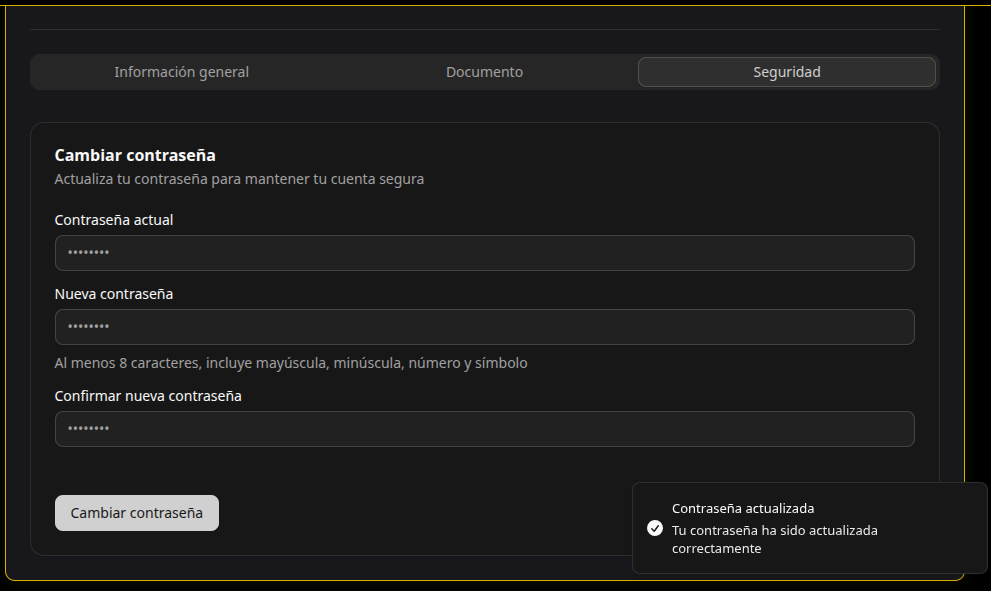 Información general
Documento
Seguridad
Cambiar contraseña
Actualiza tu contraseña para mantener tu cuenta segura
Contraseña actual
••••••••
Nueva contraseña
••••••••
Al menos 8 caracteres, incluye mayúscula, minúscula, número y símbolo
Confirmar nueva contraseña
••••••••
Cambiar contraseña
Contraseña actualizada
Tu contraseña ha sido actualizada
correctamente